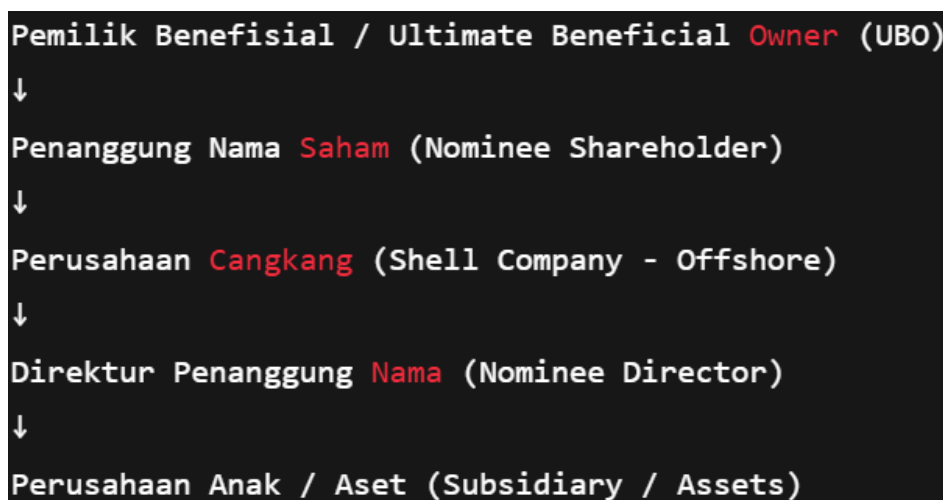 Pemilik Benefisial / Ultimate Beneficial Owner (UBO)
↓
Penanggung Nama Saham (Nominee Shareholder)
↓
Perusahaan Cangkang (Shell Company - Offshore)
↓
Direktur Penanggung Nama (Nominee Director)
↓
Perusahaan Anak / Aset (Subsidiary / Assets)